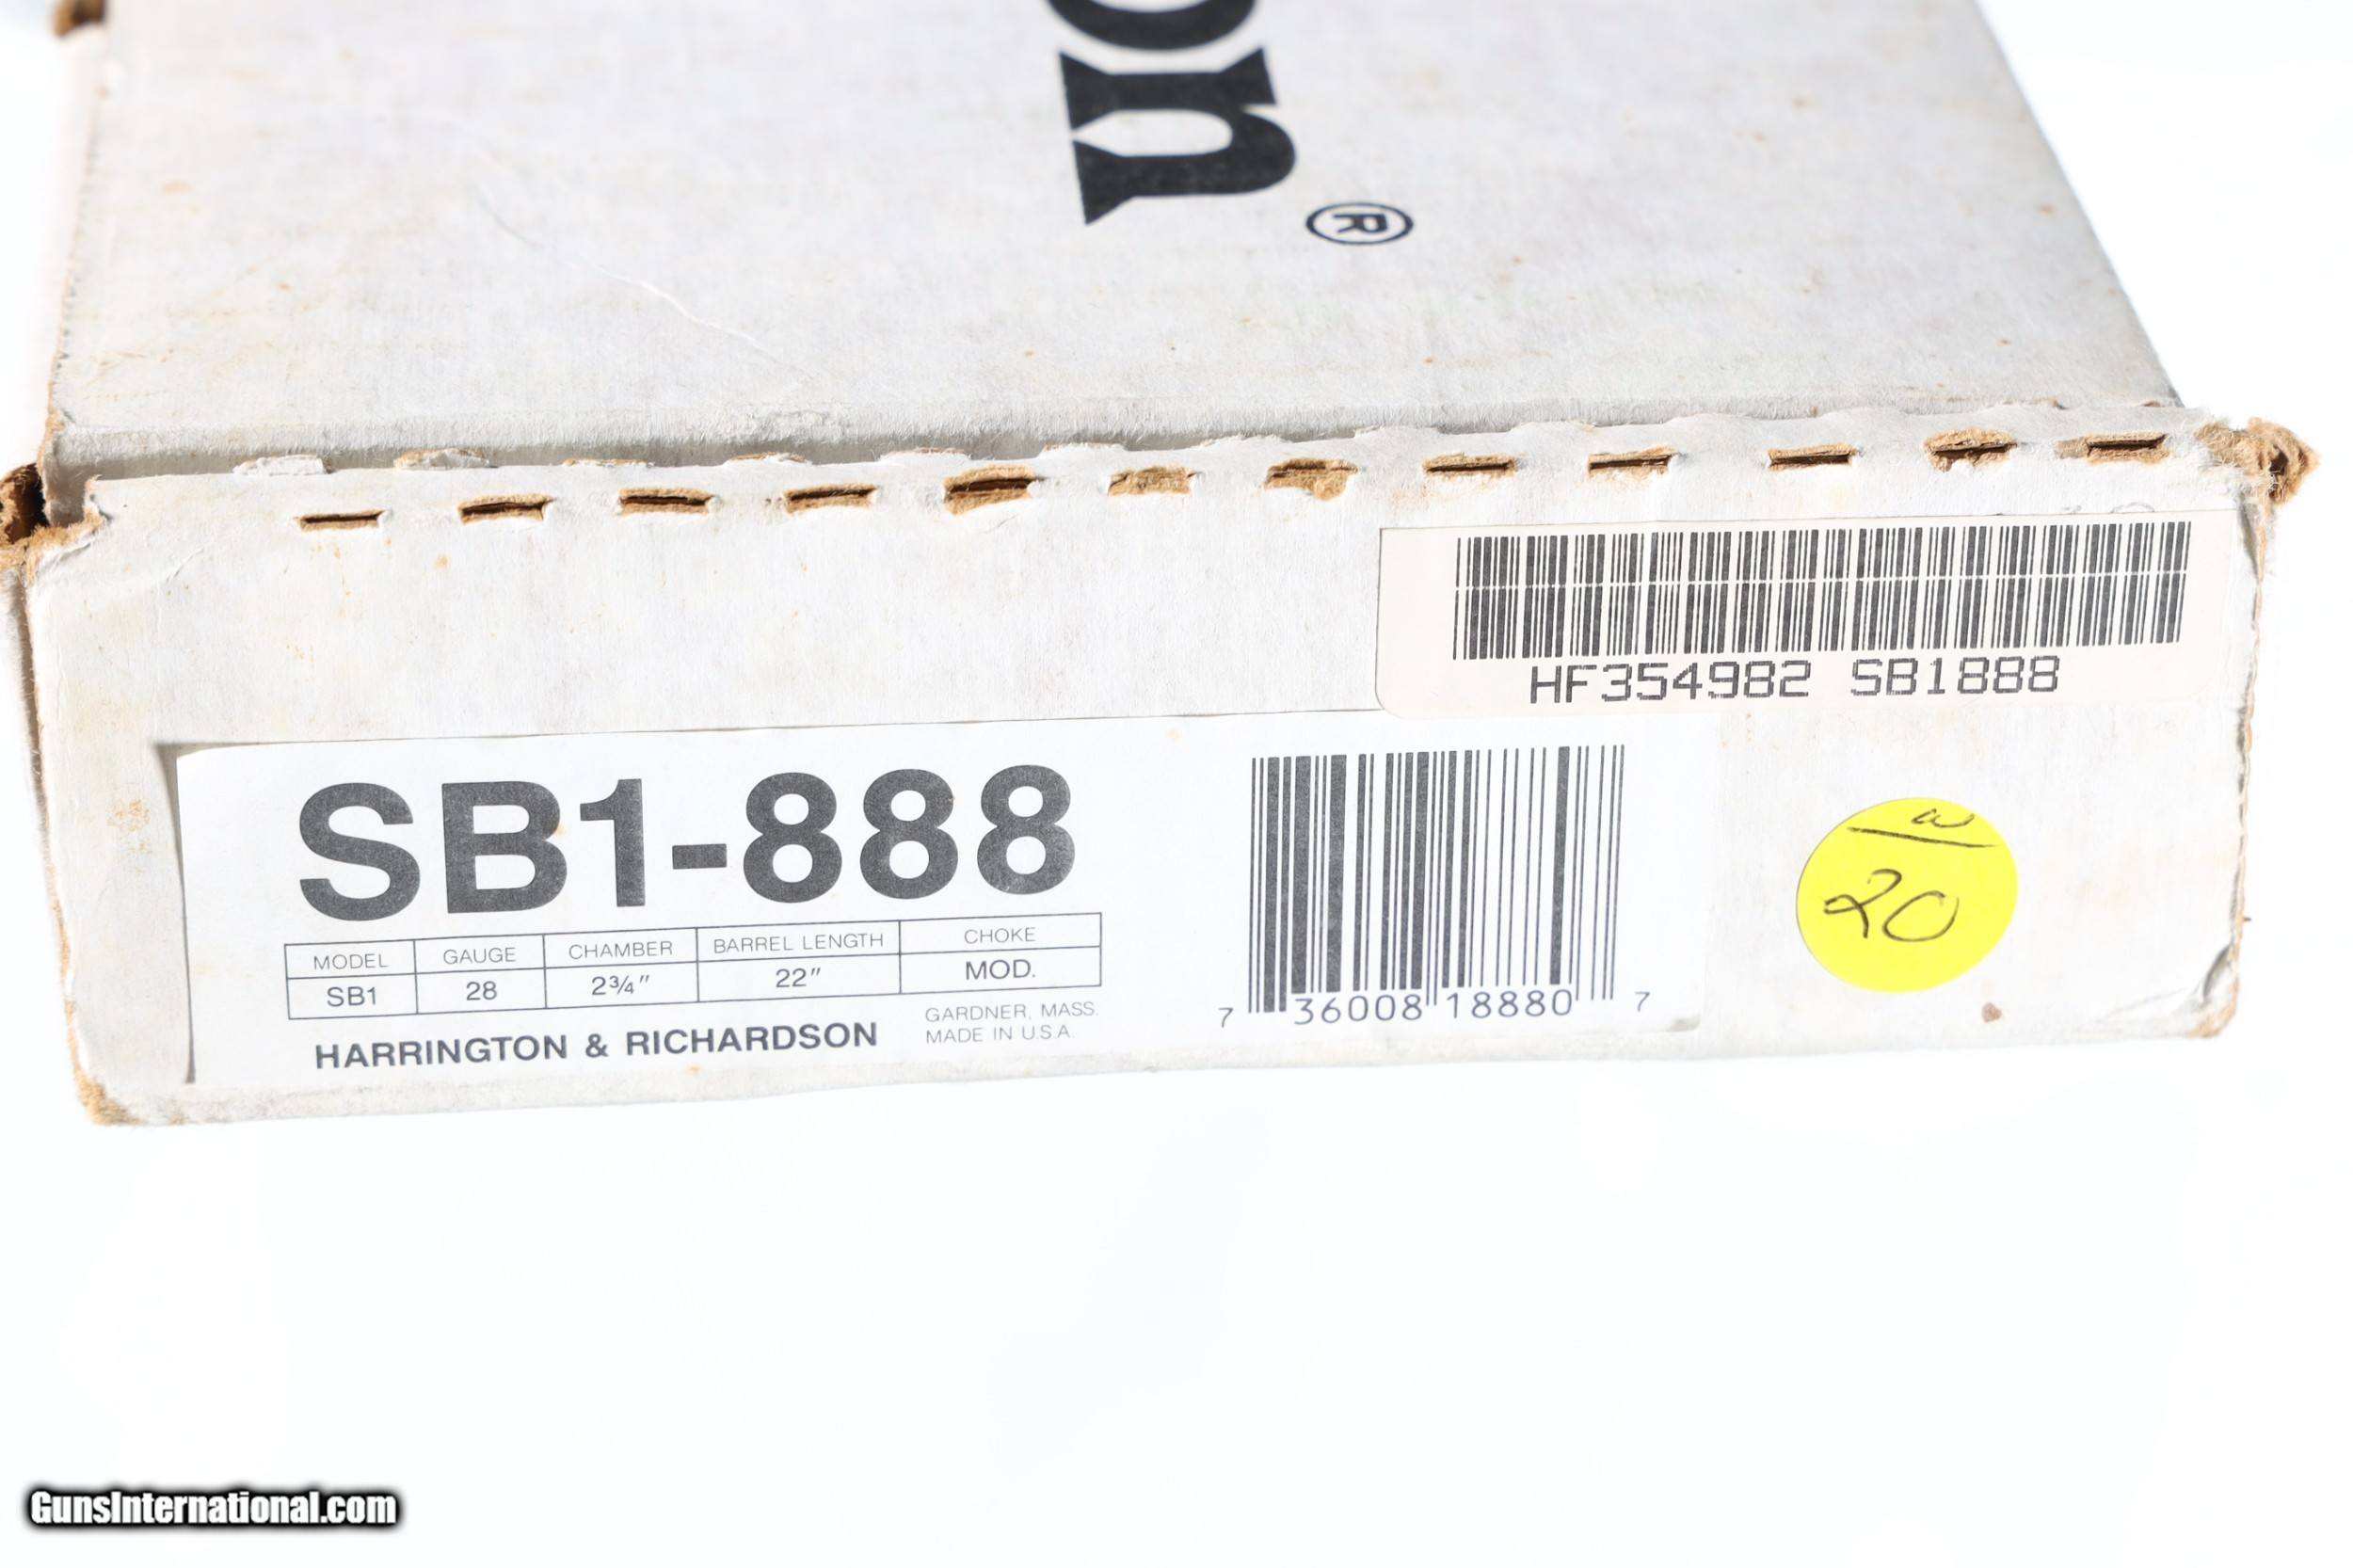 on®
HF354982 SB1888
SB1-888
MODEL GAUGE CHAMBER BARREL LENGTH CHOKE
SB1 28 2¾" 22" MOD.
HARRINGTON & RICHARDSON
GARDNER, MASS.
MADE IN U.S.A.
7 36008 18880 7
w
20
GunsInternational.com